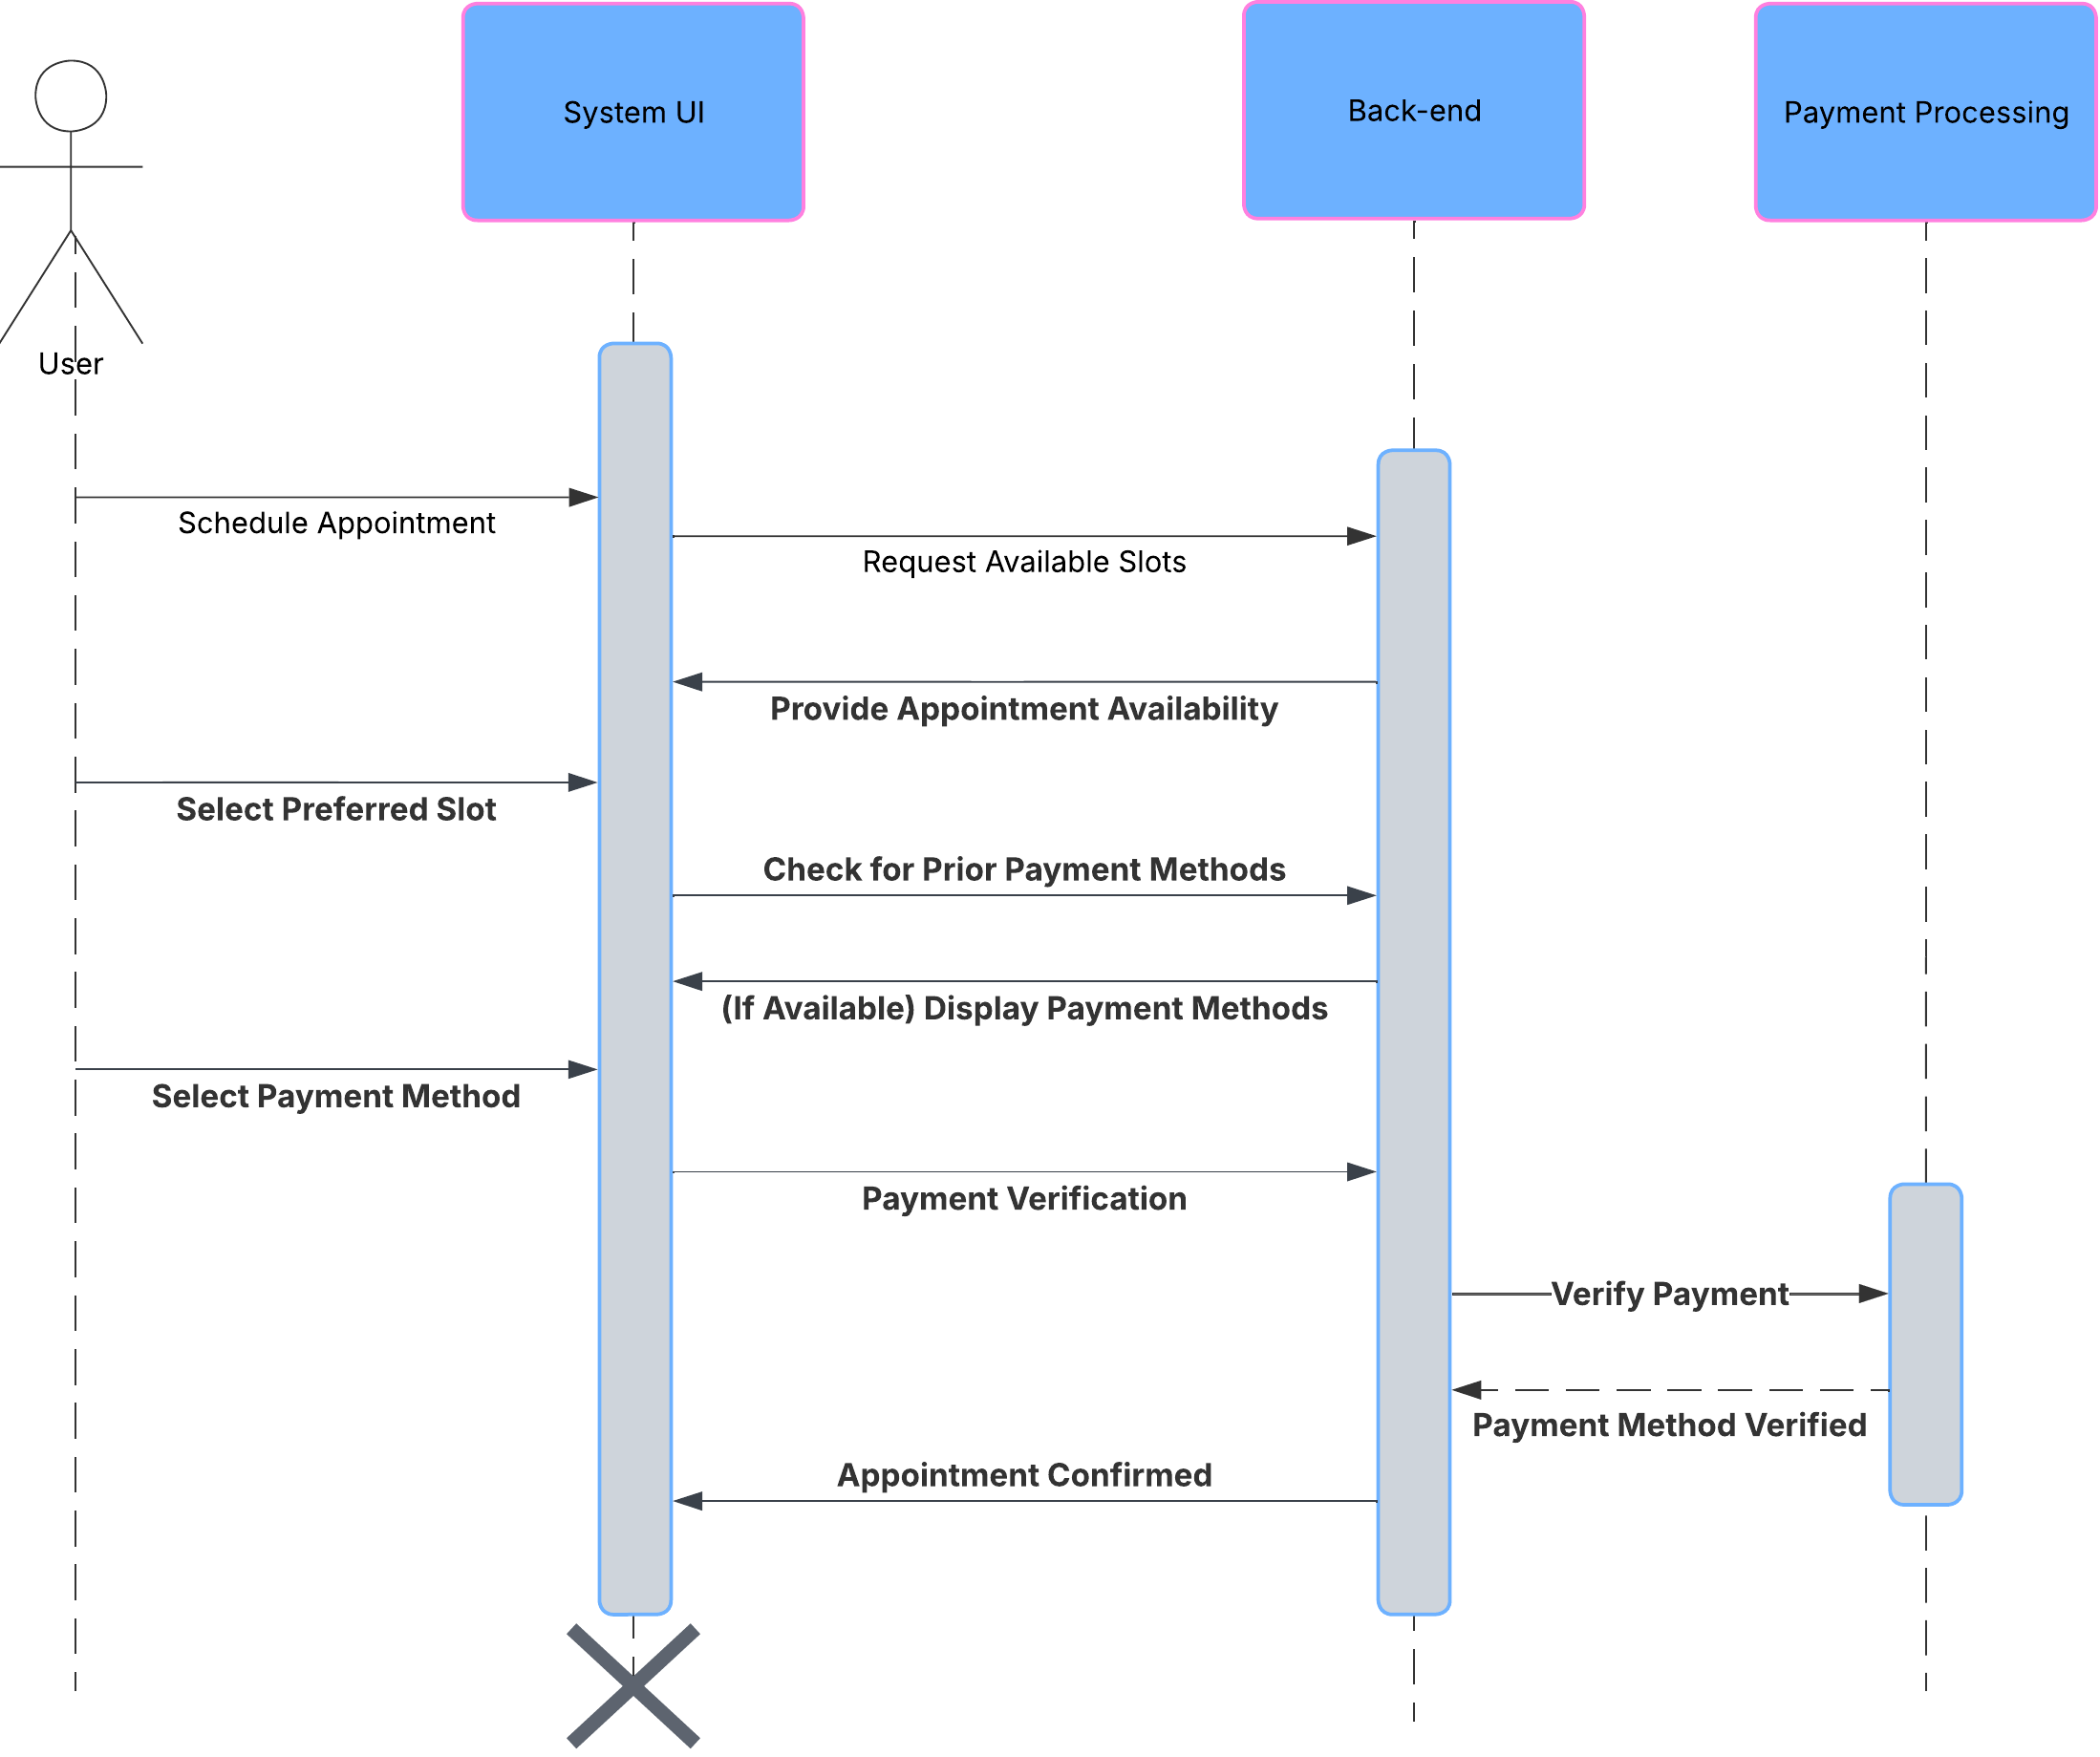 System UI
Back-end
Payment Processing
User
Schedule Appointment
Request Available Slots
Provide Appointment Availability
Select Preferred Slot
Check for Prior Payment Methods
(If Available) Display Payment Methods
Select Payment Method
Payment Verification
Verify Payment
Payment Method Verified
Appointment Confirmed